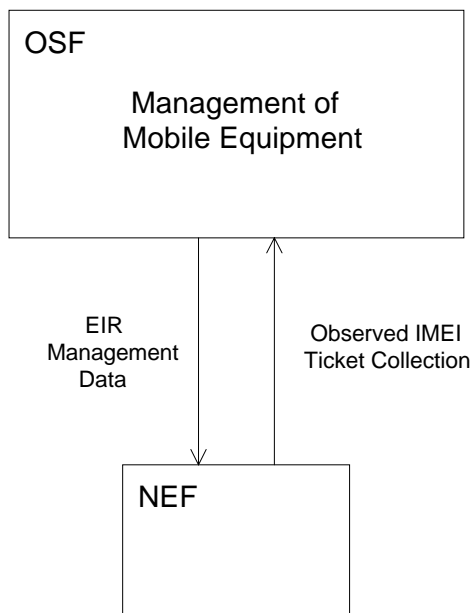 OSF
Management of
Mobile Equipment
EIR
Management
Data
Observed IMEI
Ticket Collection
NEF